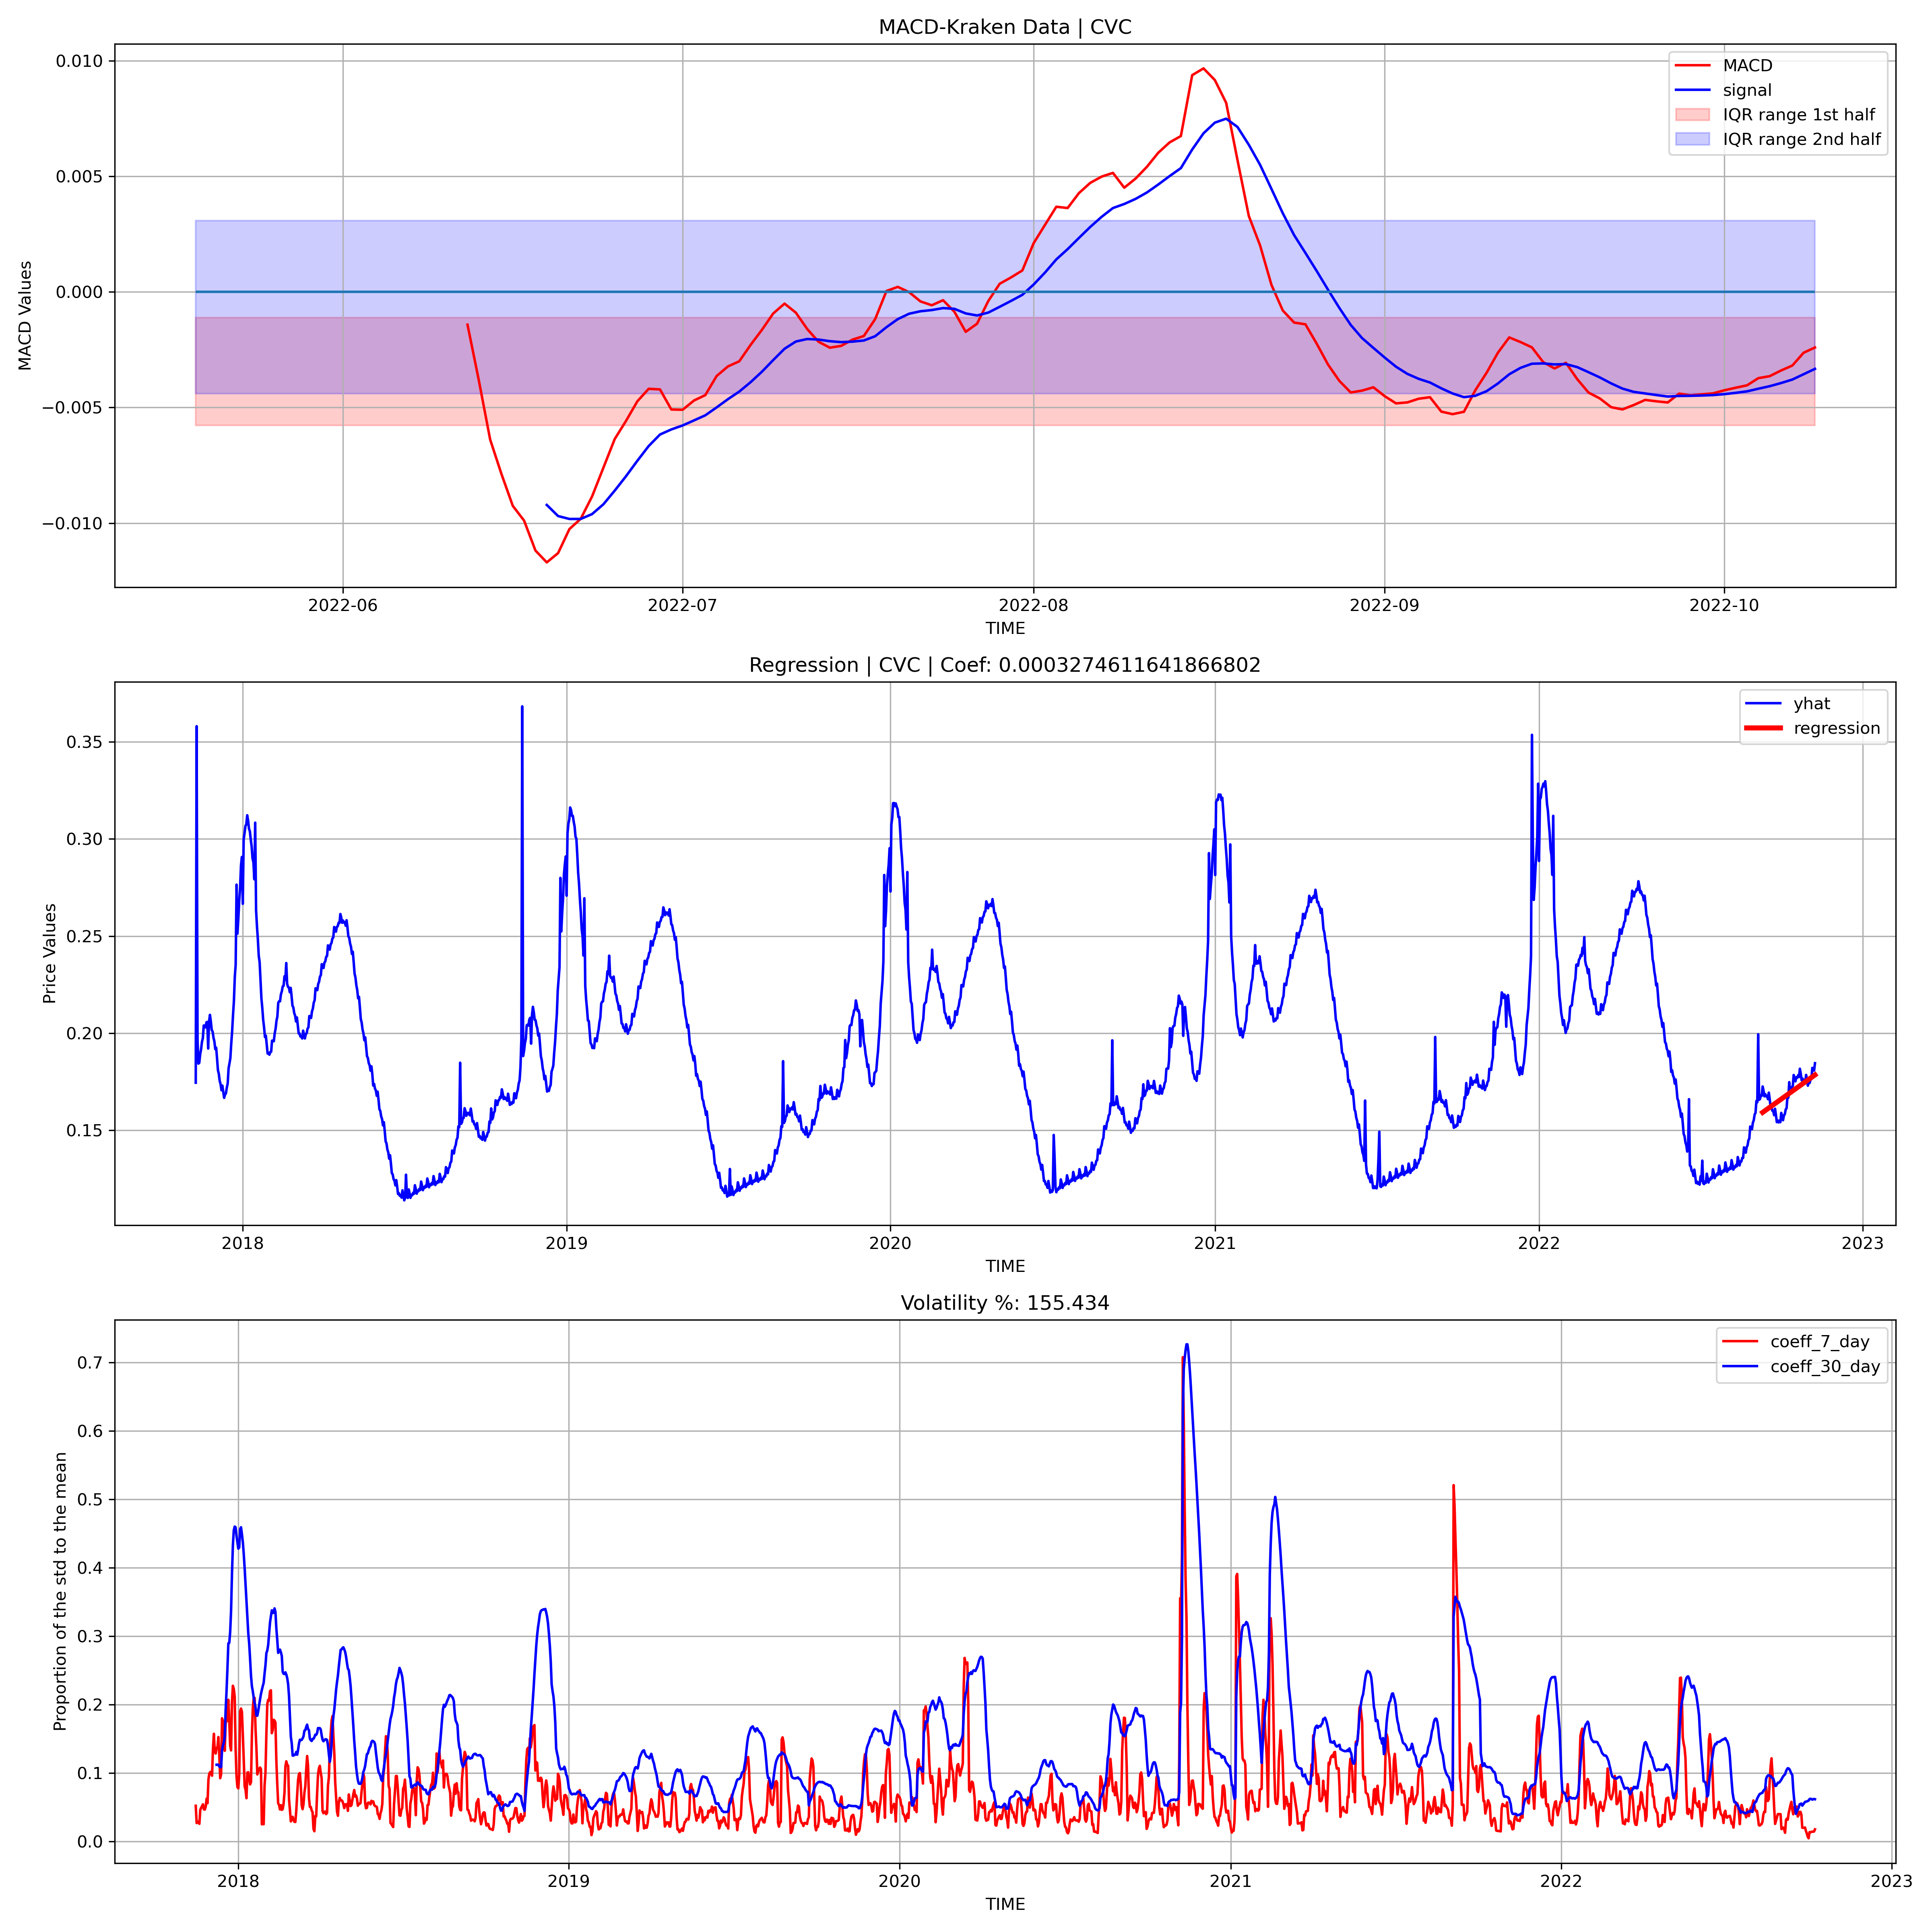 MACD-Kraken Data | CVC
0.010
0.005
0.000
−0.005
−0.010
MACD Values
MACD
signal
IQR range 1st half
IQR range 2nd half
2022-06 2022-07 2022-08 2022-09 2022-10
TIME
Regression | CVC | Coef: 0.0003274611641866802
0.35
0.30
0.25
0.20
0.15
Price Values
yhat
regression
2018 2019 2020 2021 2022 2023
TIME
Volatility %: 155.434
0.7
0.6
0.5
0.4
0.3
0.2
0.1
0.0
Proportion of the std to the mean
coeff_7_day
coeff_30_day
2018 2019 2020 2021 2022 2023
TIME